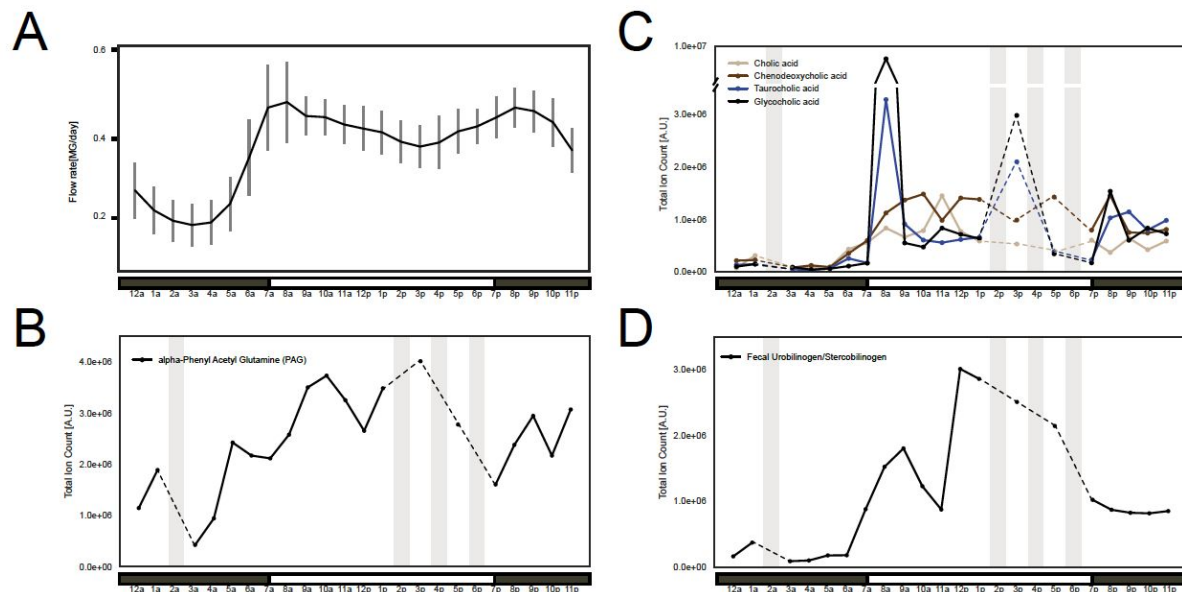 A
0.6
0.4
0.2
Flow rate[MG/day]
12a 1a 2a 3a 4a 5a 6a 7a 8a 9a 10a 11a 12p 1p 2p 3p 4p 5p 6p 7p 8p 9p 10p 11p
B
alpha-Phenyl Acetyl Glutamine (PAG)
4.0e+06
3.0e+06
2.0e+06
1.0e+06
0.0e+00
Total Ion Count [A.U.]
12a 1a 2a 3a 4a 5a 6a 7a 8a 9a 10a 11a 12p 1p 2p 3p 4p 5p 6p 7p 8p 9p 10p 11p
C
1.0e+07
Cholic acid
Chenodeoxycholic acid
Taurocholic acid
Glycocholic acid
3.0e+06
2.0e+06
1.0e+06
0.0e+00
Total Ion Count [A.U.]
12a 1a 2a 3a 4a 5a 6a 7a 8a 9a 10a 11a 12p 1p 2p 3p 4p 5p 6p 7p 8p 9p 10p 11p
D
Fecal Urobilinogen/Stercobilinogen
3.0e+06
2.0e+06
1.0e+06
0.0e+00
Total Ion Count [A.U.]
12a 1a 2a 3a 4a 5a 6a 7a 8a 9a 10a 11a 12p 1p 2p 3p 4p 5p 6p 7p 8p 9p 10p 11p